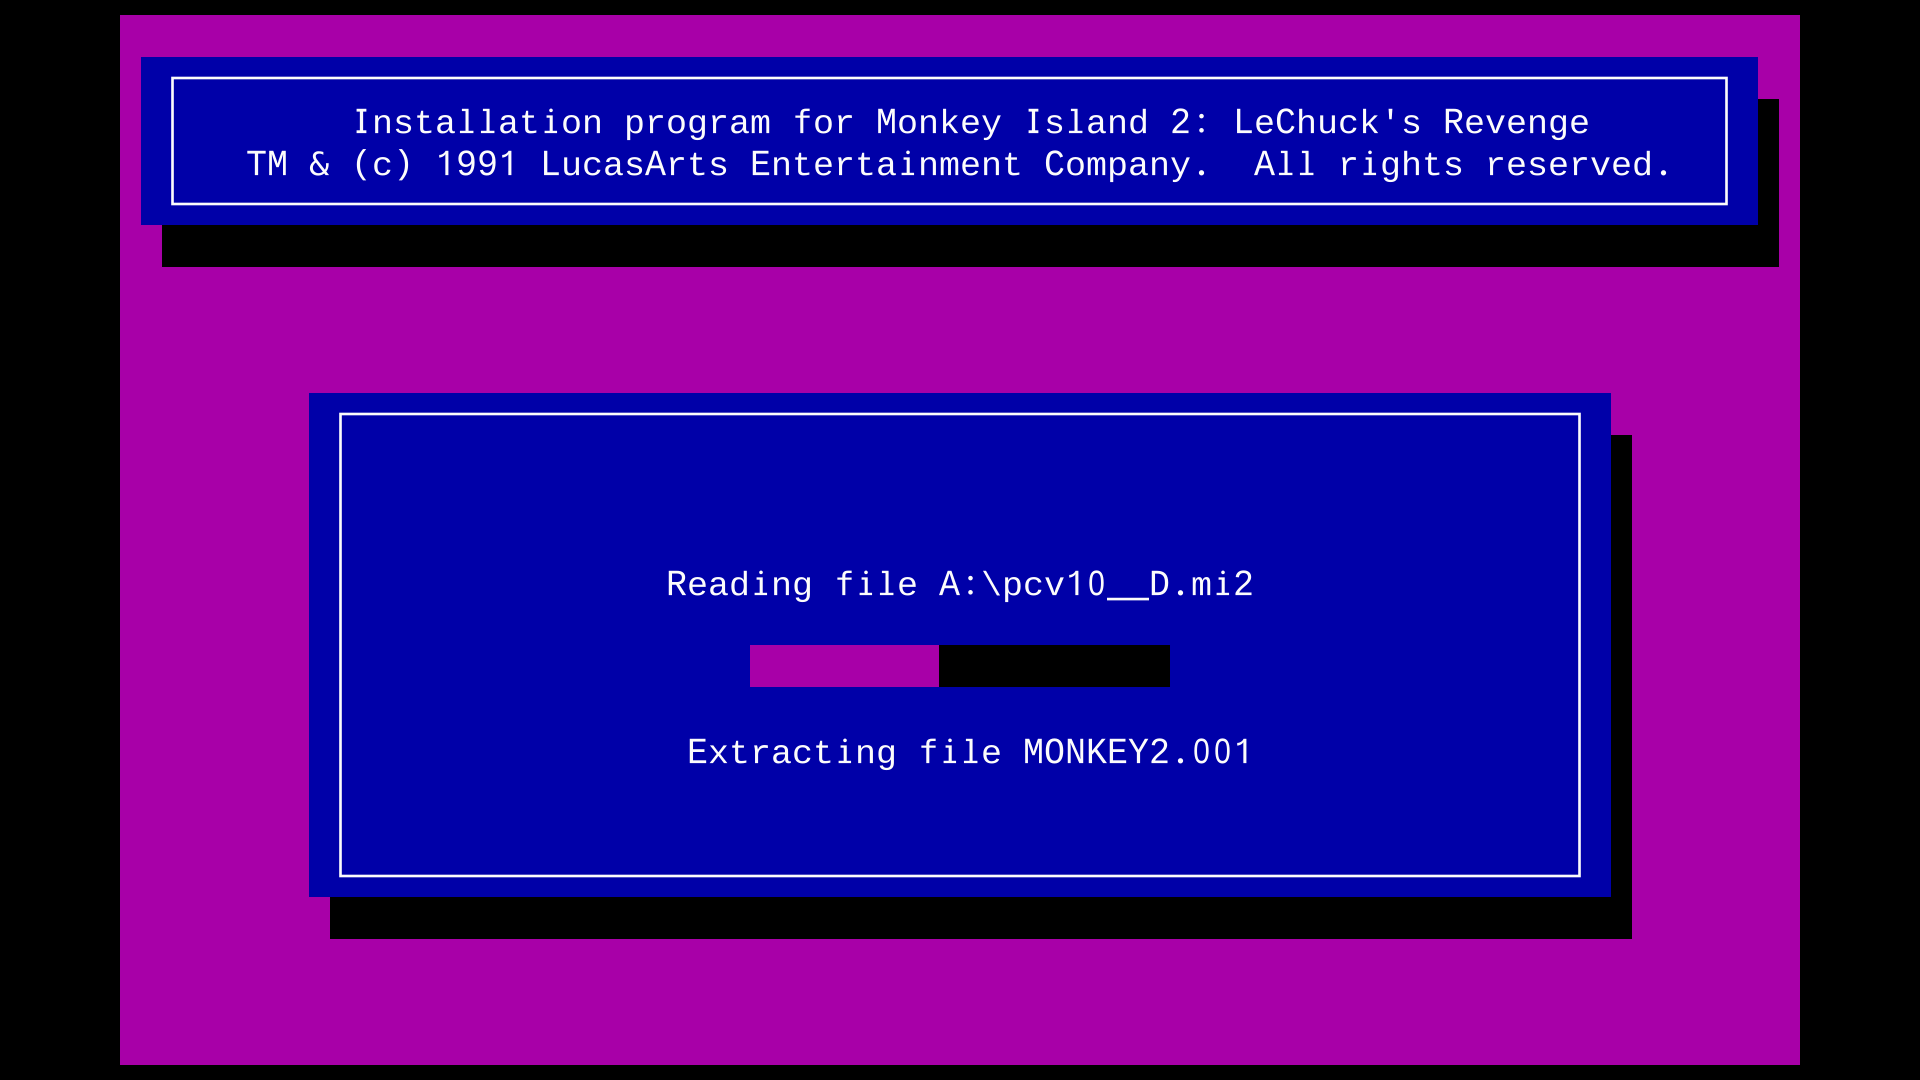 Installation program for Monkey Island 2: LeChuck's Revenge
TM & (c) 1991 LucasArts Entertainment Company.  All rights reserved.
Reading file A:\pcv10__D.mi2
Extracting file MONKEY2.001